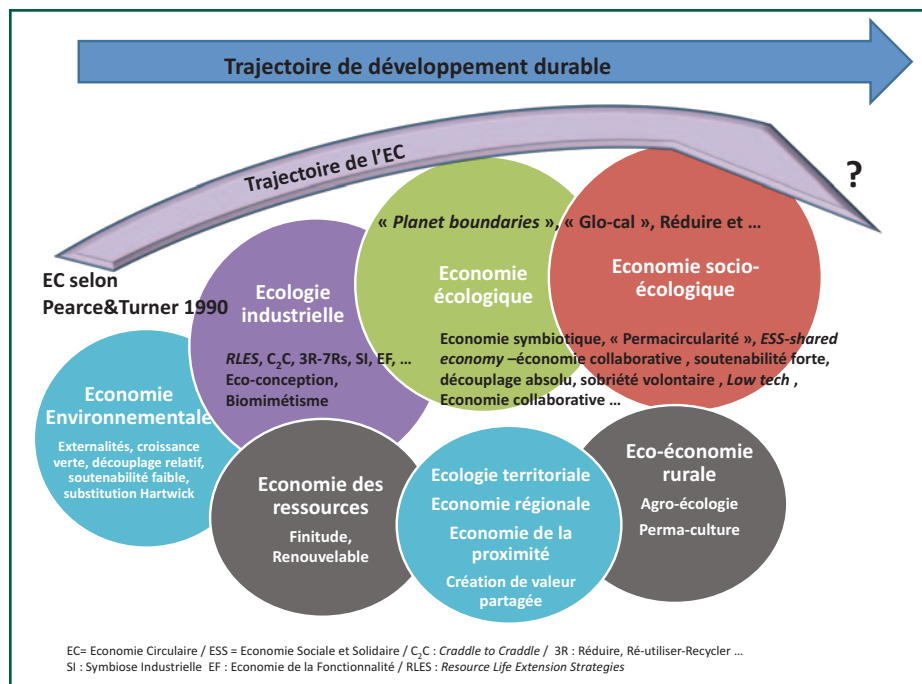 Trajectoire de développement durable
Trajectoire de l’EC
?
« Planet boundaries », « Glo-cal », Réduire et …
EC selon
Pearce&Turner 1990
Ecologie
industrielle
RLES, C2C, 3R-7Rs, SI, EF, …
Eco-conception,
Biomimétisme
Economie
écologique
Economie socio-
écologique
Economie symbiotique, « Permacircularité », ESS-shared
economy –économie collaborative , soutenabilité forte,
découplage absolu, sobriété volontaire , Low tech ,
Economie collaborative …
Economie
Environnementale
Externalités, croissance
verte, découplage relatif,
soutenabilité faible,
substitution Hartwick
Economie des
ressources
Finitude,
Renouvelable
Ecologie territoriale
Economie régionale
Economie de la
proximité
Création de valeur
partagée
Eco-économie
rurale
Agro-écologie
Perma-culture
EC= Economie Circulaire / ESS = Economie Sociale et Solidaire / C2C : Craddle to Craddle / 3R : Réduire, Ré-utiliser-Recycler …
SI : Symbiose Industrielle EF : Economie de la Fonctionnalité / RLES : Resource Life Extension Strategies